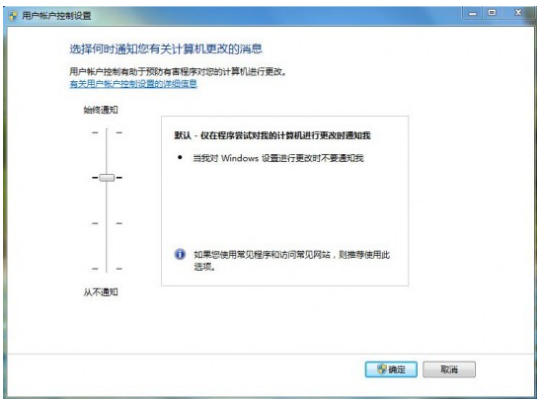 用户帐户控制设置
选择何时通知您有关计算机更改的消息
用户帐户控制有助于预防有害程序对您的计算机进行更改。
有关用户帐户控制设置的详细信息
始终通知
默认 - 仅在程序尝试对我的计算机进行更改时通知我
• 当我对 Windows 设置进行更改时不要通知我
如果您使用常见程序和访问常见网站，则推荐使用此
选项。
从不通知
确定
取消